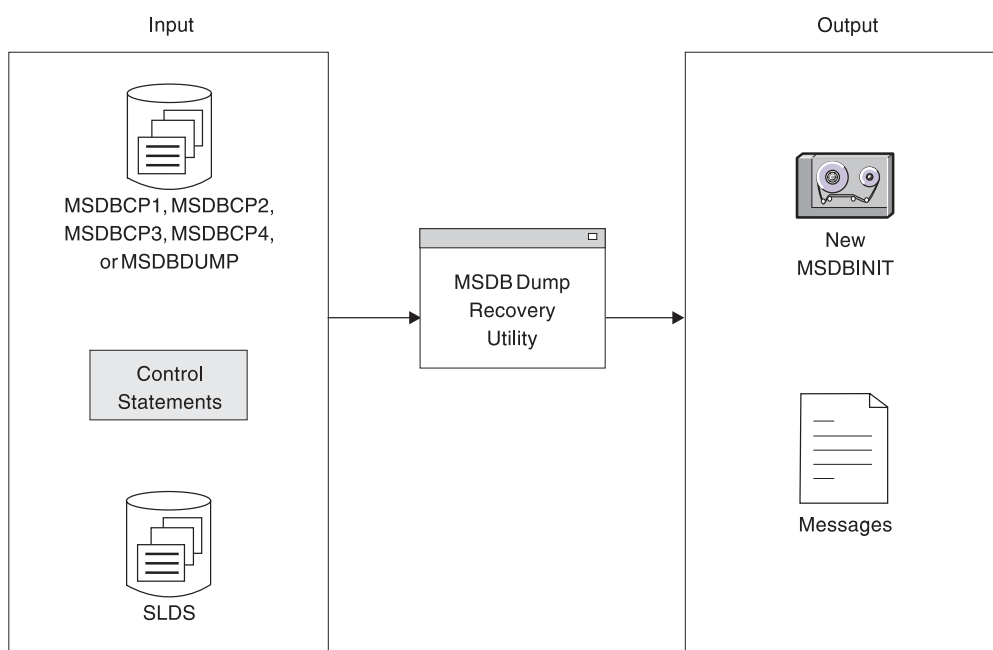 Input
MSDBCP1, MSDBCP2,
MSDBCP3, MSDBCP4,
or MSDBDUMP
Control
Statements
SLDS
MSDB Dump
Recovery
Utility
Output
New
MSDBINIT
Messages